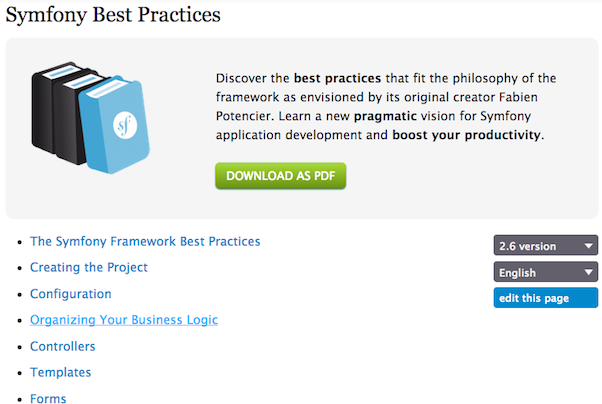 Symfony Best Practices
Discover the best practices that fit the philosophy of the
framework as envisioned by its original creator Fabien
Potencier. Learn a new pragmatic vision for Symfony
application development and boost your productivity.
sf
DOWNLOAD AS PDF
The Symfony Framework Best Practices
Creating the Project
Configuration
Organizing Your Business Logic
Controllers
Templates
Forms
2.6 version
English
edit this page